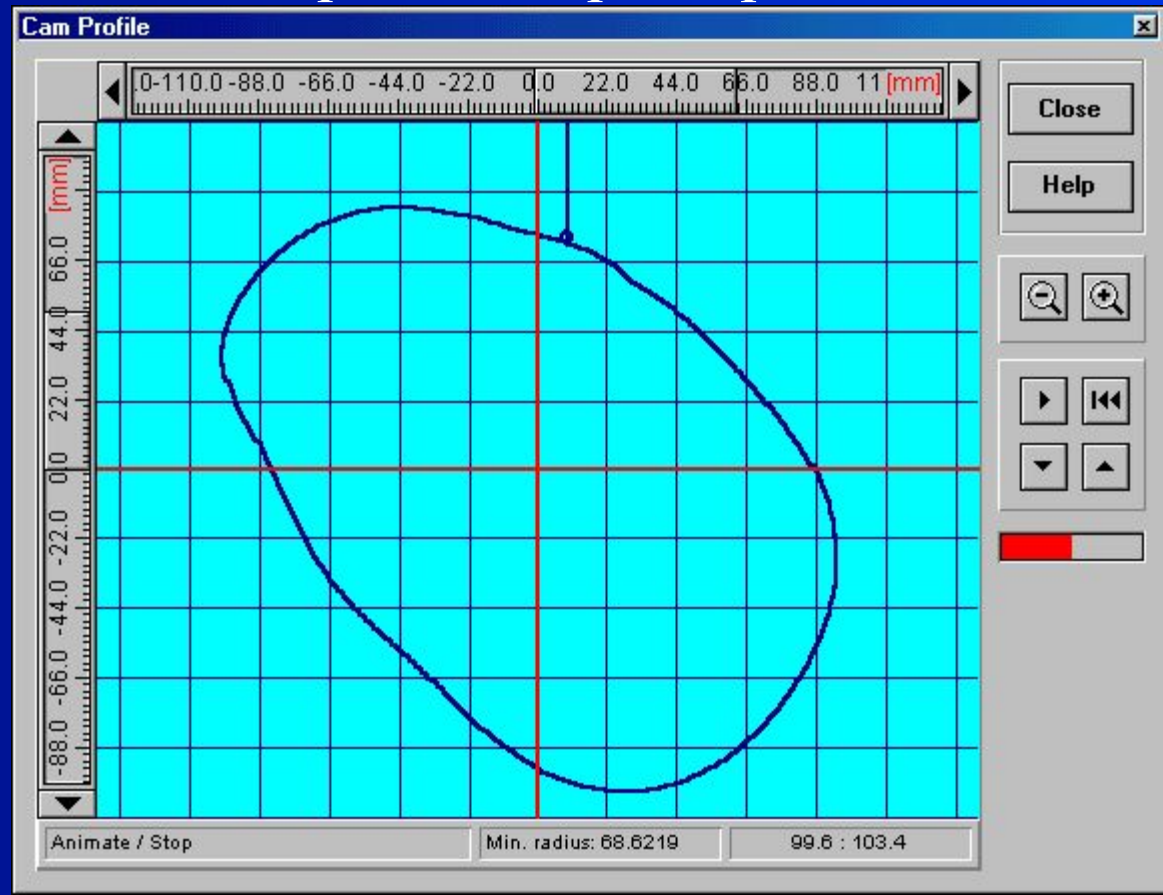 Cam Profile
.0-110.0 -88.0 -66.0 -44.0 -22.0 0.0 22.0 44.0 66.0 88.0 11 [mm]
[mm]
66.0
44.0
22.0
0.0
-22.0
-44.0
-66.0
-88.0
Close
Help
Animate / Stop
Min. radius: 68.6219
99.6 : 103.4